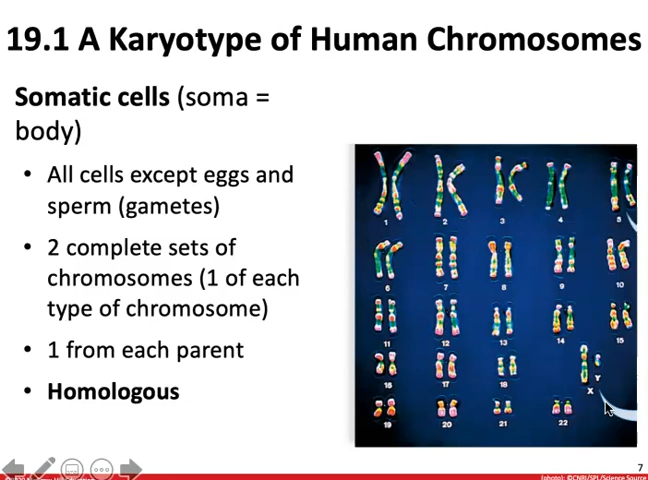 19.1 A Karyotype of Human Chromosomes
Somatic cells (soma =
body)
• All cells except eggs and
sperm (gametes)
• 2 complete sets of
chromosomes (1 of each
type of chromosome)
• 1 from each parent
• Homologous
1 2 3 4 5
6 7 8 9 10
11 12 13 14 15
16 17 18
Y
X
19 20 21 22
7
(photo): ©CNRI/SPL/Science Source